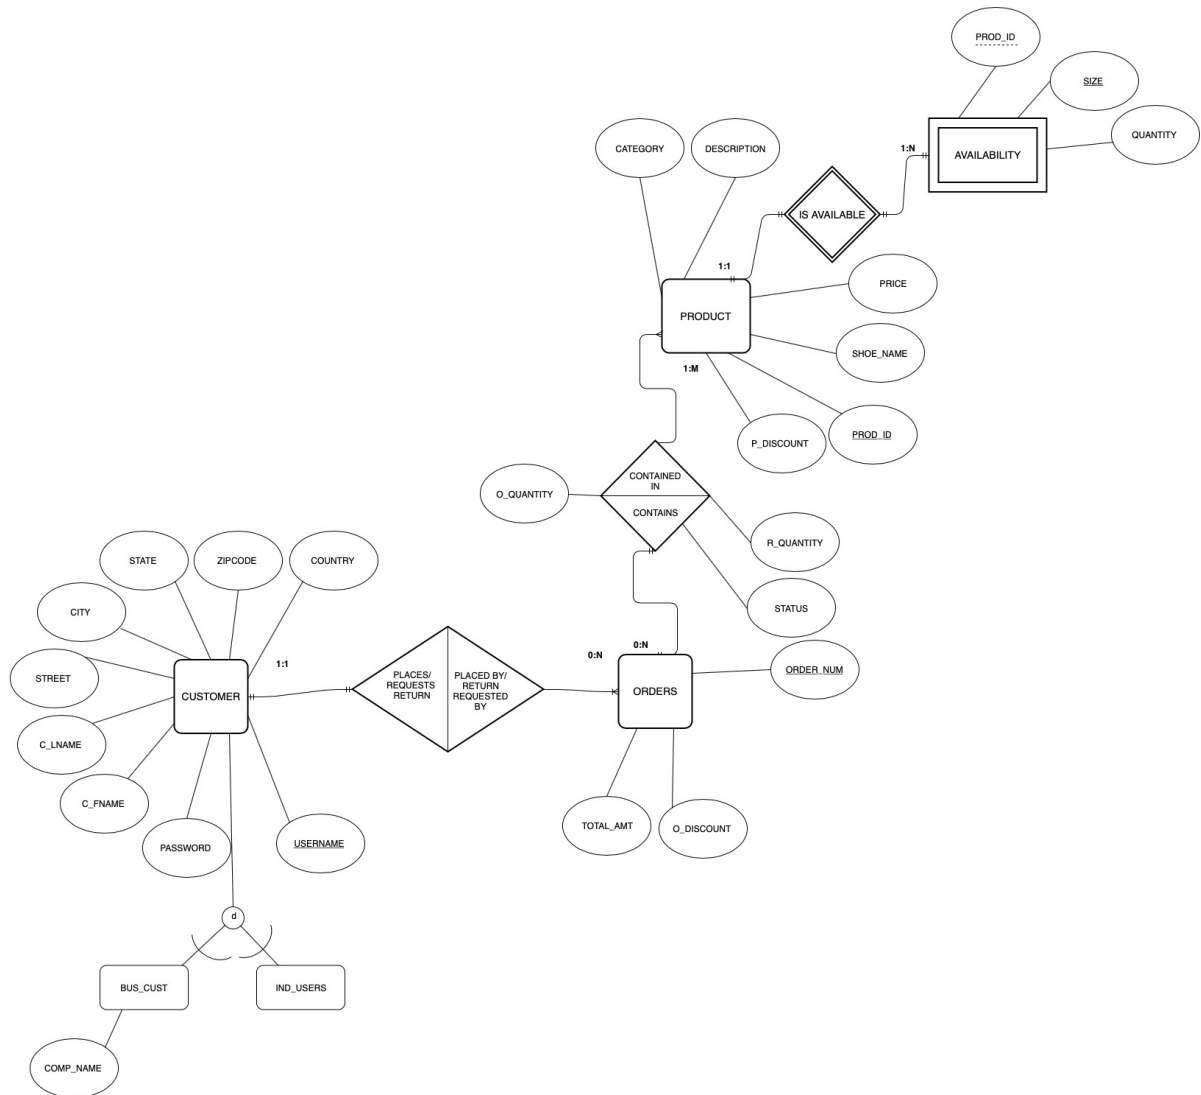 PROD_ID
SIZE
QUANTITY
CATEGORY
DESCRIPTION
1:N
AVAILABILITY
IS AVAILABLE
1:1
PRICE
PRODUCT
SHOE_NAME
1:M
P_DISCOUNT
PROD_ID
CONTAINED
IN
O_QUANTITY
CONTAINS
R_QUANTITY
STATE
ZIPCODE
COUNTRY
STATUS
CITY
0:N
0:N
1:1
ORDER_NUM
STREET
CUSTOMER
PLACES/
REQUESTS
RETURN
PLACED BY/
RETURN
REQUESTED
BY
ORDERS
C_LNAME
C_FNAME
PASSWORD
USERNAME
TOTAL_AMT
O_DISCOUNT
d
BUS_CUST
IND_USERS
COMP_NAME